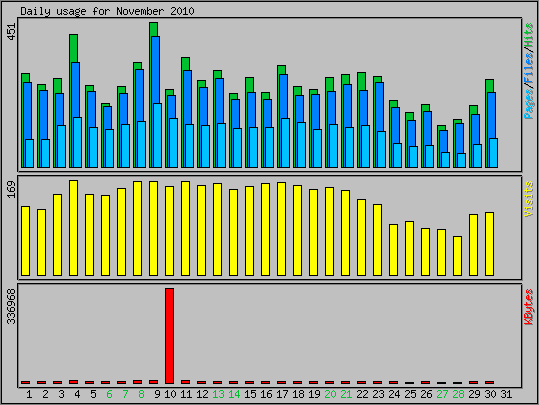 Daily usage for November 2010
451
Pages/Files/Hits
169
Visits
336968
KBytes
1 2 3 4 5 6 7 8 9 10 11 12 13 14 15 16 17 18 19 20 21 22 23 24 25 26 27 28 29 30 31